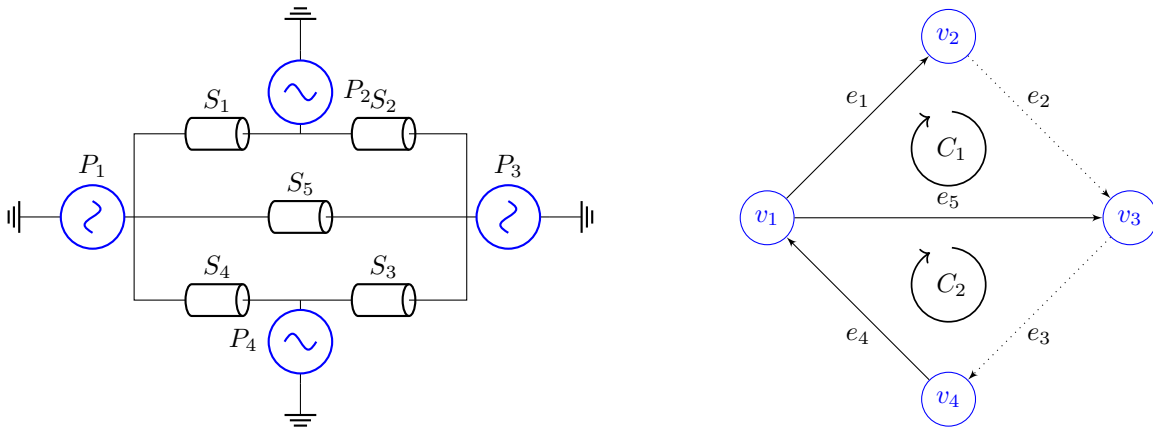 P₂
S₁
S₂
P₁
S₅
P₃
S₄
S₃
P₄
v₂
e₁
e₂
C₁
e₅
v₁
v₃
C₂
e₄
e₃
v₄